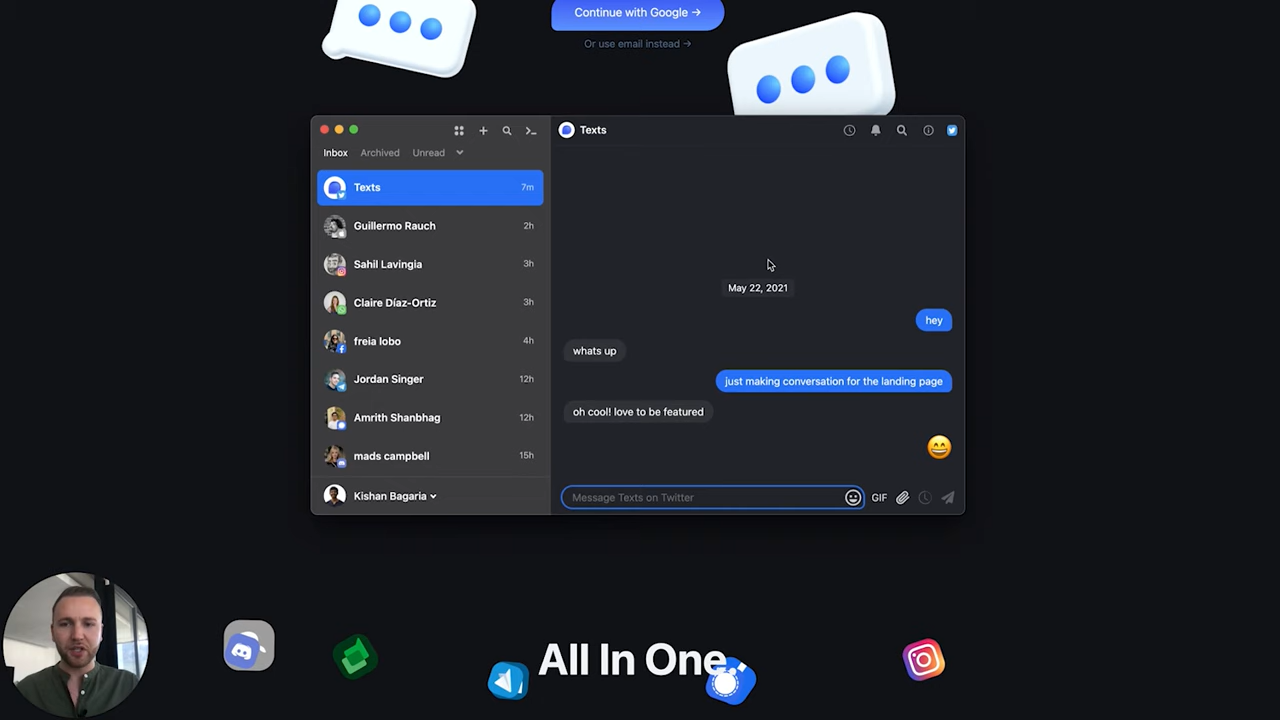 Continue with Google →
Or use email instead →
Inbox Archived Unread
Texts 7m
Guillermo Rauch 2h
Sahil Lavingia 3h
Claire Díaz-Ortiz 3h
freia lobo 4h
Jordan Singer 12h
Amrith Shanbhag 12h
mads campbell 15h
Kishan Bagaria
Texts
May 22, 2021
hey
whats up
just making conversation for the landing page
oh cool! love to be featured
Message Texts on Twitter GIF
All In One